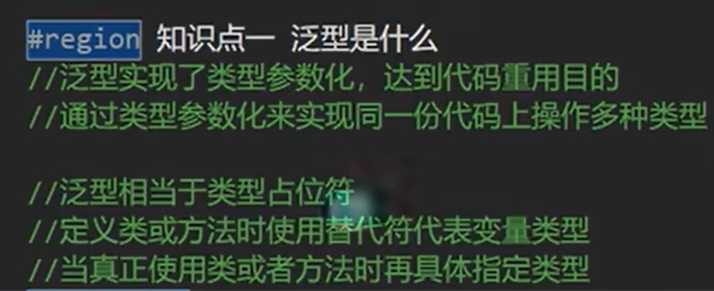 #region 知识点一 泛型是什么
//泛型实现了类型参数化，达到代码重用目的
//通过类型参数化来实现同一份代码上操作多种类型
//泛型相当于类型占位符
//定义类或方法时使用替代符代表变量类型
//当真正使用类或者方法时再具体指定类型